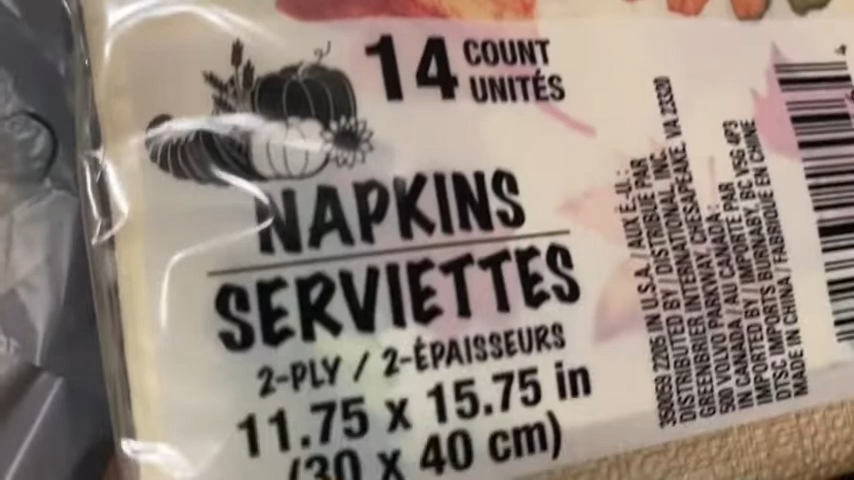 14 COUNT
UNITÉS
NAPKINS
SERVIETTES
2-PLY / 2-ÉPAISSEURS
11.75 x 15.75 in
(30 X 40 cm)
2205 IN U.S.A. / AUX É.-U.:
DISTRIBUTED BY / DISTRIBUÉ PAR
GREENBRIER INTERNATIONAL, INC.
500 VOLVO PARKWAY, CHESAPEAKE, VA 23320
IN CANADA / AU CANADA:
IMPORTED BY / IMPORTÉ PAR
DTSC IMPORTS BURNABY, BC V5G 4P3
MADE IN CHINA / FABRIQUÉ EN CHINE